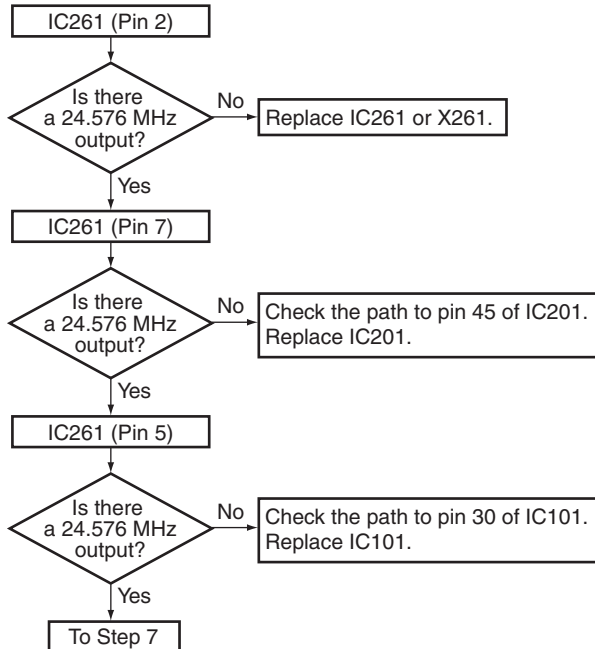 IC261 (Pin 2)
Is there
a 24.576 MHz
output?
No
Replace IC261 or X261.
Yes
IC261 (Pin 7)
Is there
a 24.576 MHz
output?
No
Check the path to pin 45 of IC201.
Replace IC201.
Yes
IC261 (Pin 5)
Is there
a 24.576 MHz
output?
No
Check the path to pin 30 of IC101.
Replace IC101.
Yes
To Step 7